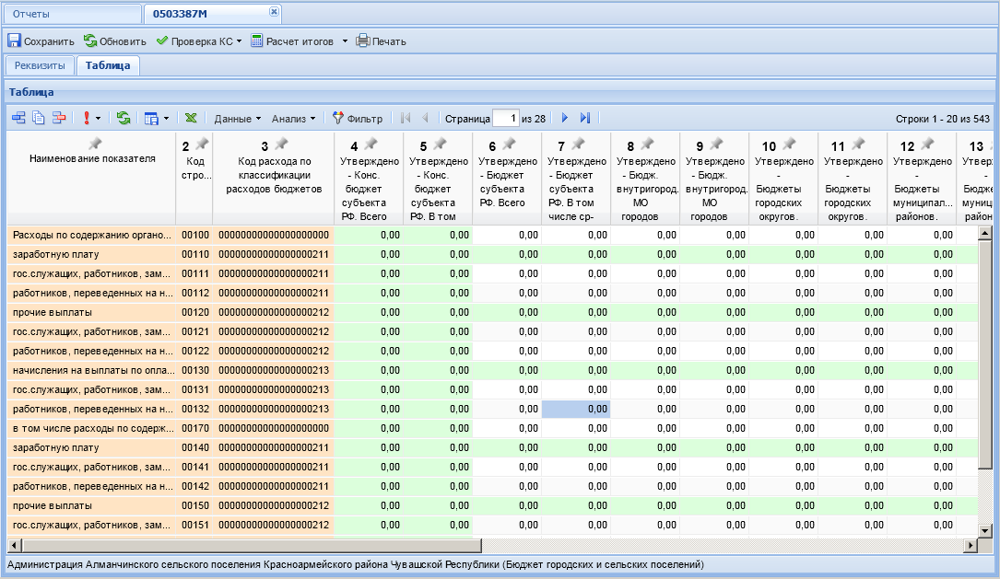 Отчеты 0503387M
Сохранить Обновить Проверка КС Расчет итогов Печать
Реквизиты Таблица
Таблица
Данные Анализ Фильтр Страница 1 из 28 Строки 1 - 20 из 543
2 3 4 5 6 7 8 9 10 11 12 13
Наименование показателя Код Код расхода по Утверждено Утверждено Утверждено Утверждено Утверждено Утверждено Утверждено Утверждено Утверждено Утверж
стро... классификации - Конс. - Конс. - Бюджет - Бюджет - Бюдж. - Бюдж. - - - -
расходов бюджетов бюджет бюджет субъекта субъекта внутригород. внутригород. Бюджеты Бюджеты Бюджеты Бюдже
субъекта субъекта РФ. Всего РФ. В том МО МО городских городских муниципал... муниц
РФ. Всего РФ. В том числе ср- городов городов округов. округов. районов. район
Расходы по содержанию органо... 00100 00000000000000000000 0,00 0,00 0,00 0,00 0,00 0,00 0,00 0,00 0,00
заработную плату 00110 00000000000000000211 0,00 0,00 0,00 0,00 0,00 0,00 0,00 0,00 0,00
гос.служащих, работников, зам... 00111 00000000000000000211 0,00 0,00 0,00 0,00 0,00 0,00 0,00 0,00 0,00
работников, переведенных на н... 00112 00000000000000000211 0,00 0,00 0,00 0,00 0,00 0,00 0,00 0,00 0,00
прочие выплаты 00120 00000000000000000212 0,00 0,00 0,00 0,00 0,00 0,00 0,00 0,00 0,00
гос.служащих, работников, зам... 00121 00000000000000000212 0,00 0,00 0,00 0,00 0,00 0,00 0,00 0,00 0,00
работников, переведенных на н... 00122 00000000000000000212 0,00 0,00 0,00 0,00 0,00 0,00 0,00 0,00 0,00
начисления на выплаты по опла... 00130 00000000000000000213 0,00 0,00 0,00 0,00 0,00 0,00 0,00 0,00 0,00
гос.служащих, работников, зам... 00131 00000000000000000213 0,00 0,00 0,00 0,00 0,00 0,00 0,00 0,00 0,00
работников, переведенных на н... 00132 00000000000000000213 0,00 0,00 0,00 0,00 0,00 0,00 0,00 0,00 0,00
в том числе расходы по содерж... 00170 00000000000000000000 0,00 0,00 0,00 0,00 0,00 0,00 0,00 0,00 0,00
заработную плату 00140 00000000000000000211 0,00 0,00 0,00 0,00 0,00 0,00 0,00 0,00 0,00
гос.служащих, работников, зам... 00141 00000000000000000211 0,00 0,00 0,00 0,00 0,00 0,00 0,00 0,00 0,00
работников, переведенных на н... 00142 00000000000000000211 0,00 0,00 0,00 0,00 0,00 0,00 0,00 0,00 0,00
прочие выплаты 00150 00000000000000000212 0,00 0,00 0,00 0,00 0,00 0,00 0,00 0,00 0,00
гос.служащих, работников, зам... 00151 00000000000000000212 0,00 0,00 0,00 0,00 0,00 0,00 0,00 0,00 0,00
Администрация Алманчинского сельского поселения Красноармейского района Чувашской Республики (Бюджет городских и сельских поселений)